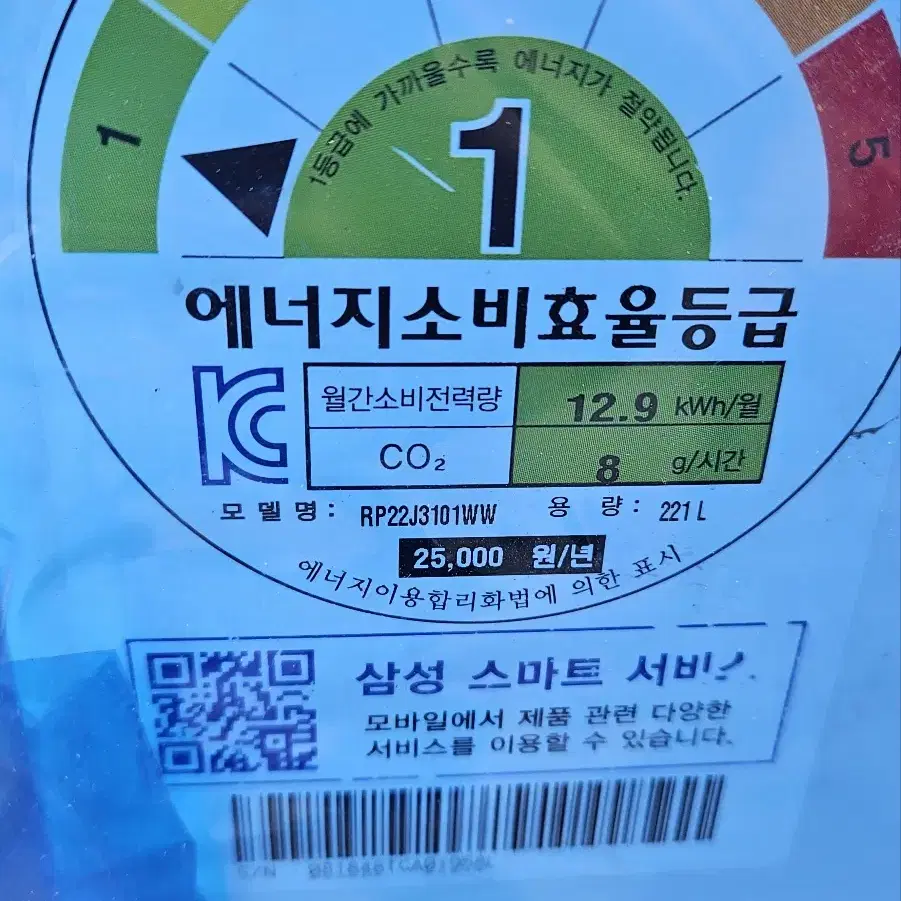 1
5
1등급에 가까울수록 에너지가 절약됩니다.
1
에너지소비효율등급
월간소비전력량 12.9 kWh/월
CO₂ 8 g/시간
모델명: RP22J3101WW 용량: 221 L
25,000 원/년
에너지이용합리화법에 의한 표시
삼성 스마트 서비스
모바일에서 제품 관련 다양한
서비스를 이용할 수 있습니다.
S/N